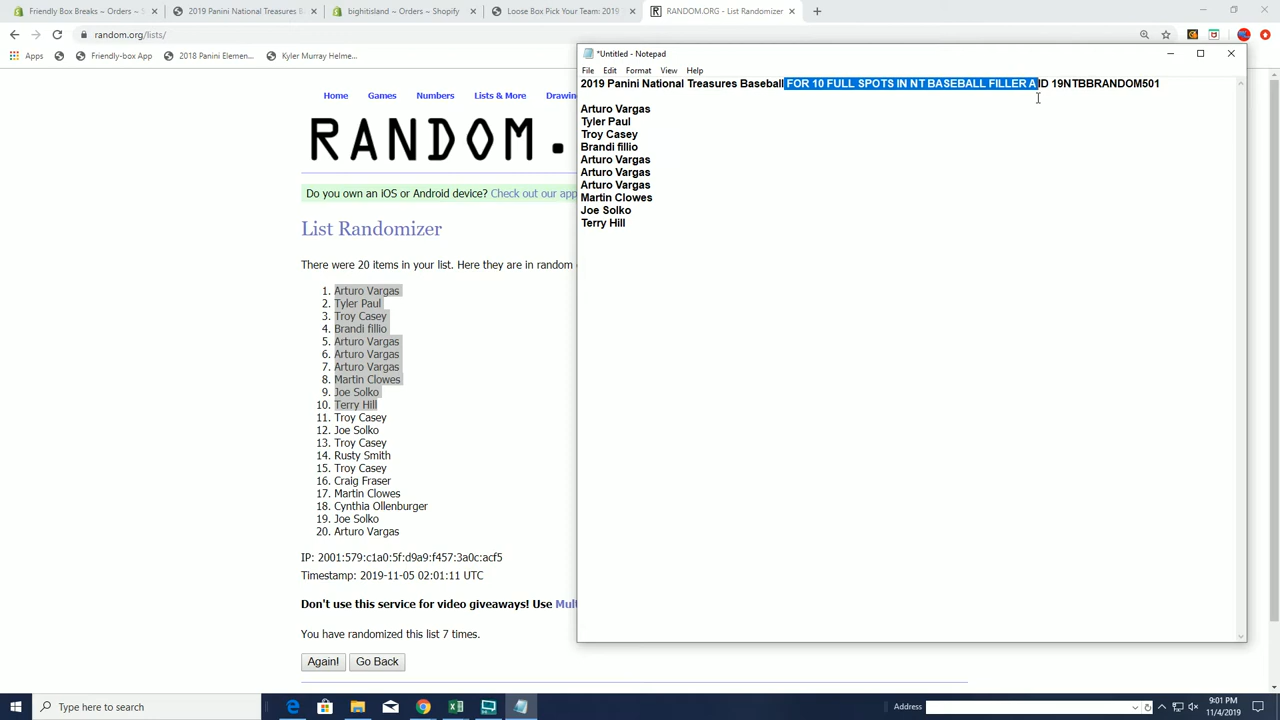 Friendly Box Breaks ~ Orders ~
2019 Panini National Treasures B
bighitisland ~ Orders ~ Shopify
Loose Box Pick Your Team: 2019
RANDOM.ORG - List Randomizer
random.org/lists/
Apps
Friendly-box App
2018 Panini Elemen...
Kyler Murray Helme...
*Untitled - Notepad
File Edit Format View Help
2019 Panini National Treasures Baseball FOR 10 FULL SPOTS IN NT BASEBALL FILLER AID 19NTBBRANDOM501
Arturo Vargas
Tyler Paul
Troy Casey
Brandi fillio
Arturo Vargas
Arturo Vargas
Arturo Vargas
Martin Clowes
Joe Solko
Terry Hill
Home Games Numbers Lists & More Drawin
RANDOM.
Do you own an iOS or Android device? Check out our app
List Randomizer
There were 20 items in your list. Here they are in random
1. Arturo Vargas
2. Tyler Paul
3. Troy Casey
4. Brandi fillio
5. Arturo Vargas
6. Arturo Vargas
7. Arturo Vargas
8. Martin Clowes
9. Joe Solko
10. Terry Hill
11. Troy Casey
12. Joe Solko
13. Troy Casey
14. Rusty Smith
15. Troy Casey
16. Craig Fraser
17. Martin Clowes
18. Cynthia Ollenburger
19. Joe Solko
20. Arturo Vargas
IP: 2001:579:c1a0:5f:d9a9:f457:3a0c:acf5
Timestamp: 2019-11-05 02:01:11 UTC
Don't use this service for video giveaways! Use Mult
You have randomized this list 7 times.
Again! Go Back
Type here to search
Address
9:01 PM
11/4/2019